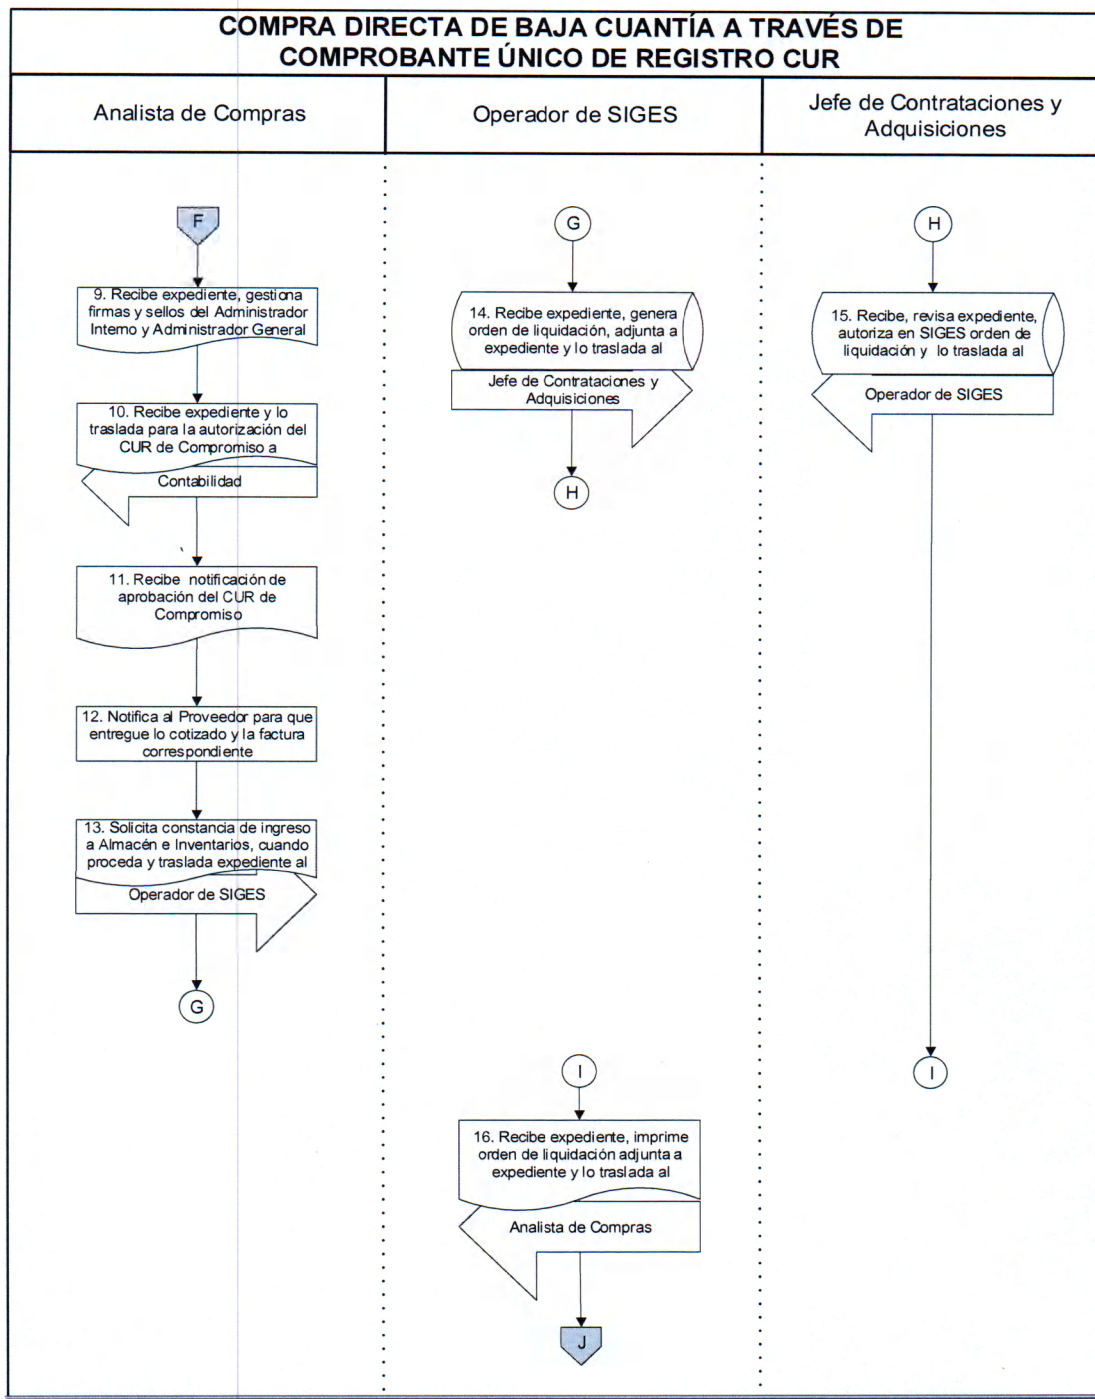 COMPRA DIRECTA DE BAJA CUANTÍA A TRAVÉS DE
COMPROBANTE ÚNICO DE REGISTRO CUR
Analista de Compras
Operador de SIGES
Jefe de Contrataciones y
Adquisiciones
F
9. Recibe expediente, gestiona
firmas y sellos del Administrador
Interno y Administrador General
10. Recibe expediente y lo
traslada para la autorización del
CUR de Compromiso a
Contabilidad
11. Recibe notificación de
aprobación del CUR de
Compromiso
12. Notifica al Proveedor para que
entregue lo cotizado y la factura
correspondiente
13. Solicita constancia de ingreso
a Almacén e Inventarios, cuando
proceda y traslada expediente al
Operador de SIGES
G
G
14. Recibe expediente, genera
orden de liquidación, adjunta a
expediente y lo traslada al
Jefe de Contrataciones y
Adquisiciones
H
H
15. Recibe, revisa expediente,
autoriza en SIGES orden de
liquidación y lo traslada al
Operador de SIGES
I
I
16. Recibe expediente, imprime
orden de liquidación adjunta a
expediente y lo traslada al
Analista de Compras
J